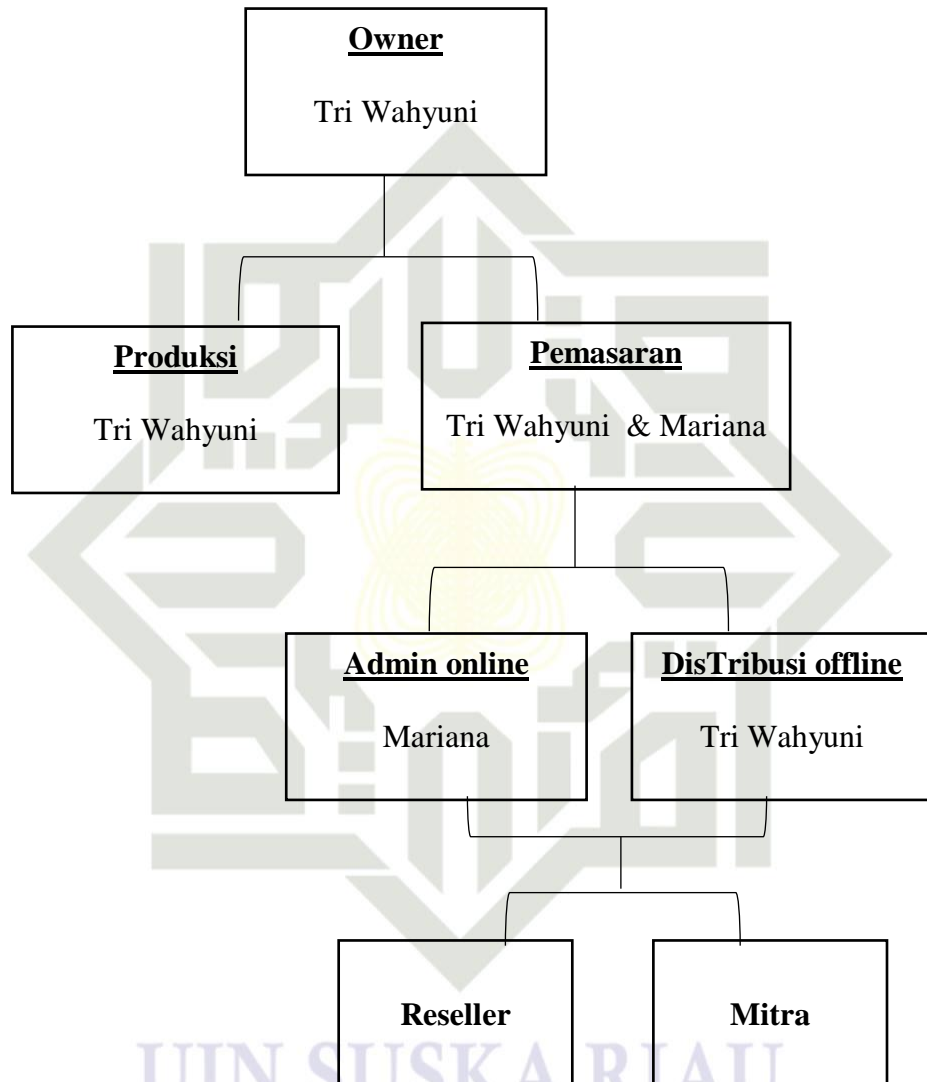 Owner
Tri Wahyuni
Produksi
Tri Wahyuni
Pemasaran
Tri Wahyuni & Mariana
Admin online
Mariana
DisTribusi offline
Tri Wahyuni
Reseller
Mitra
UIN SUSKA RIAU